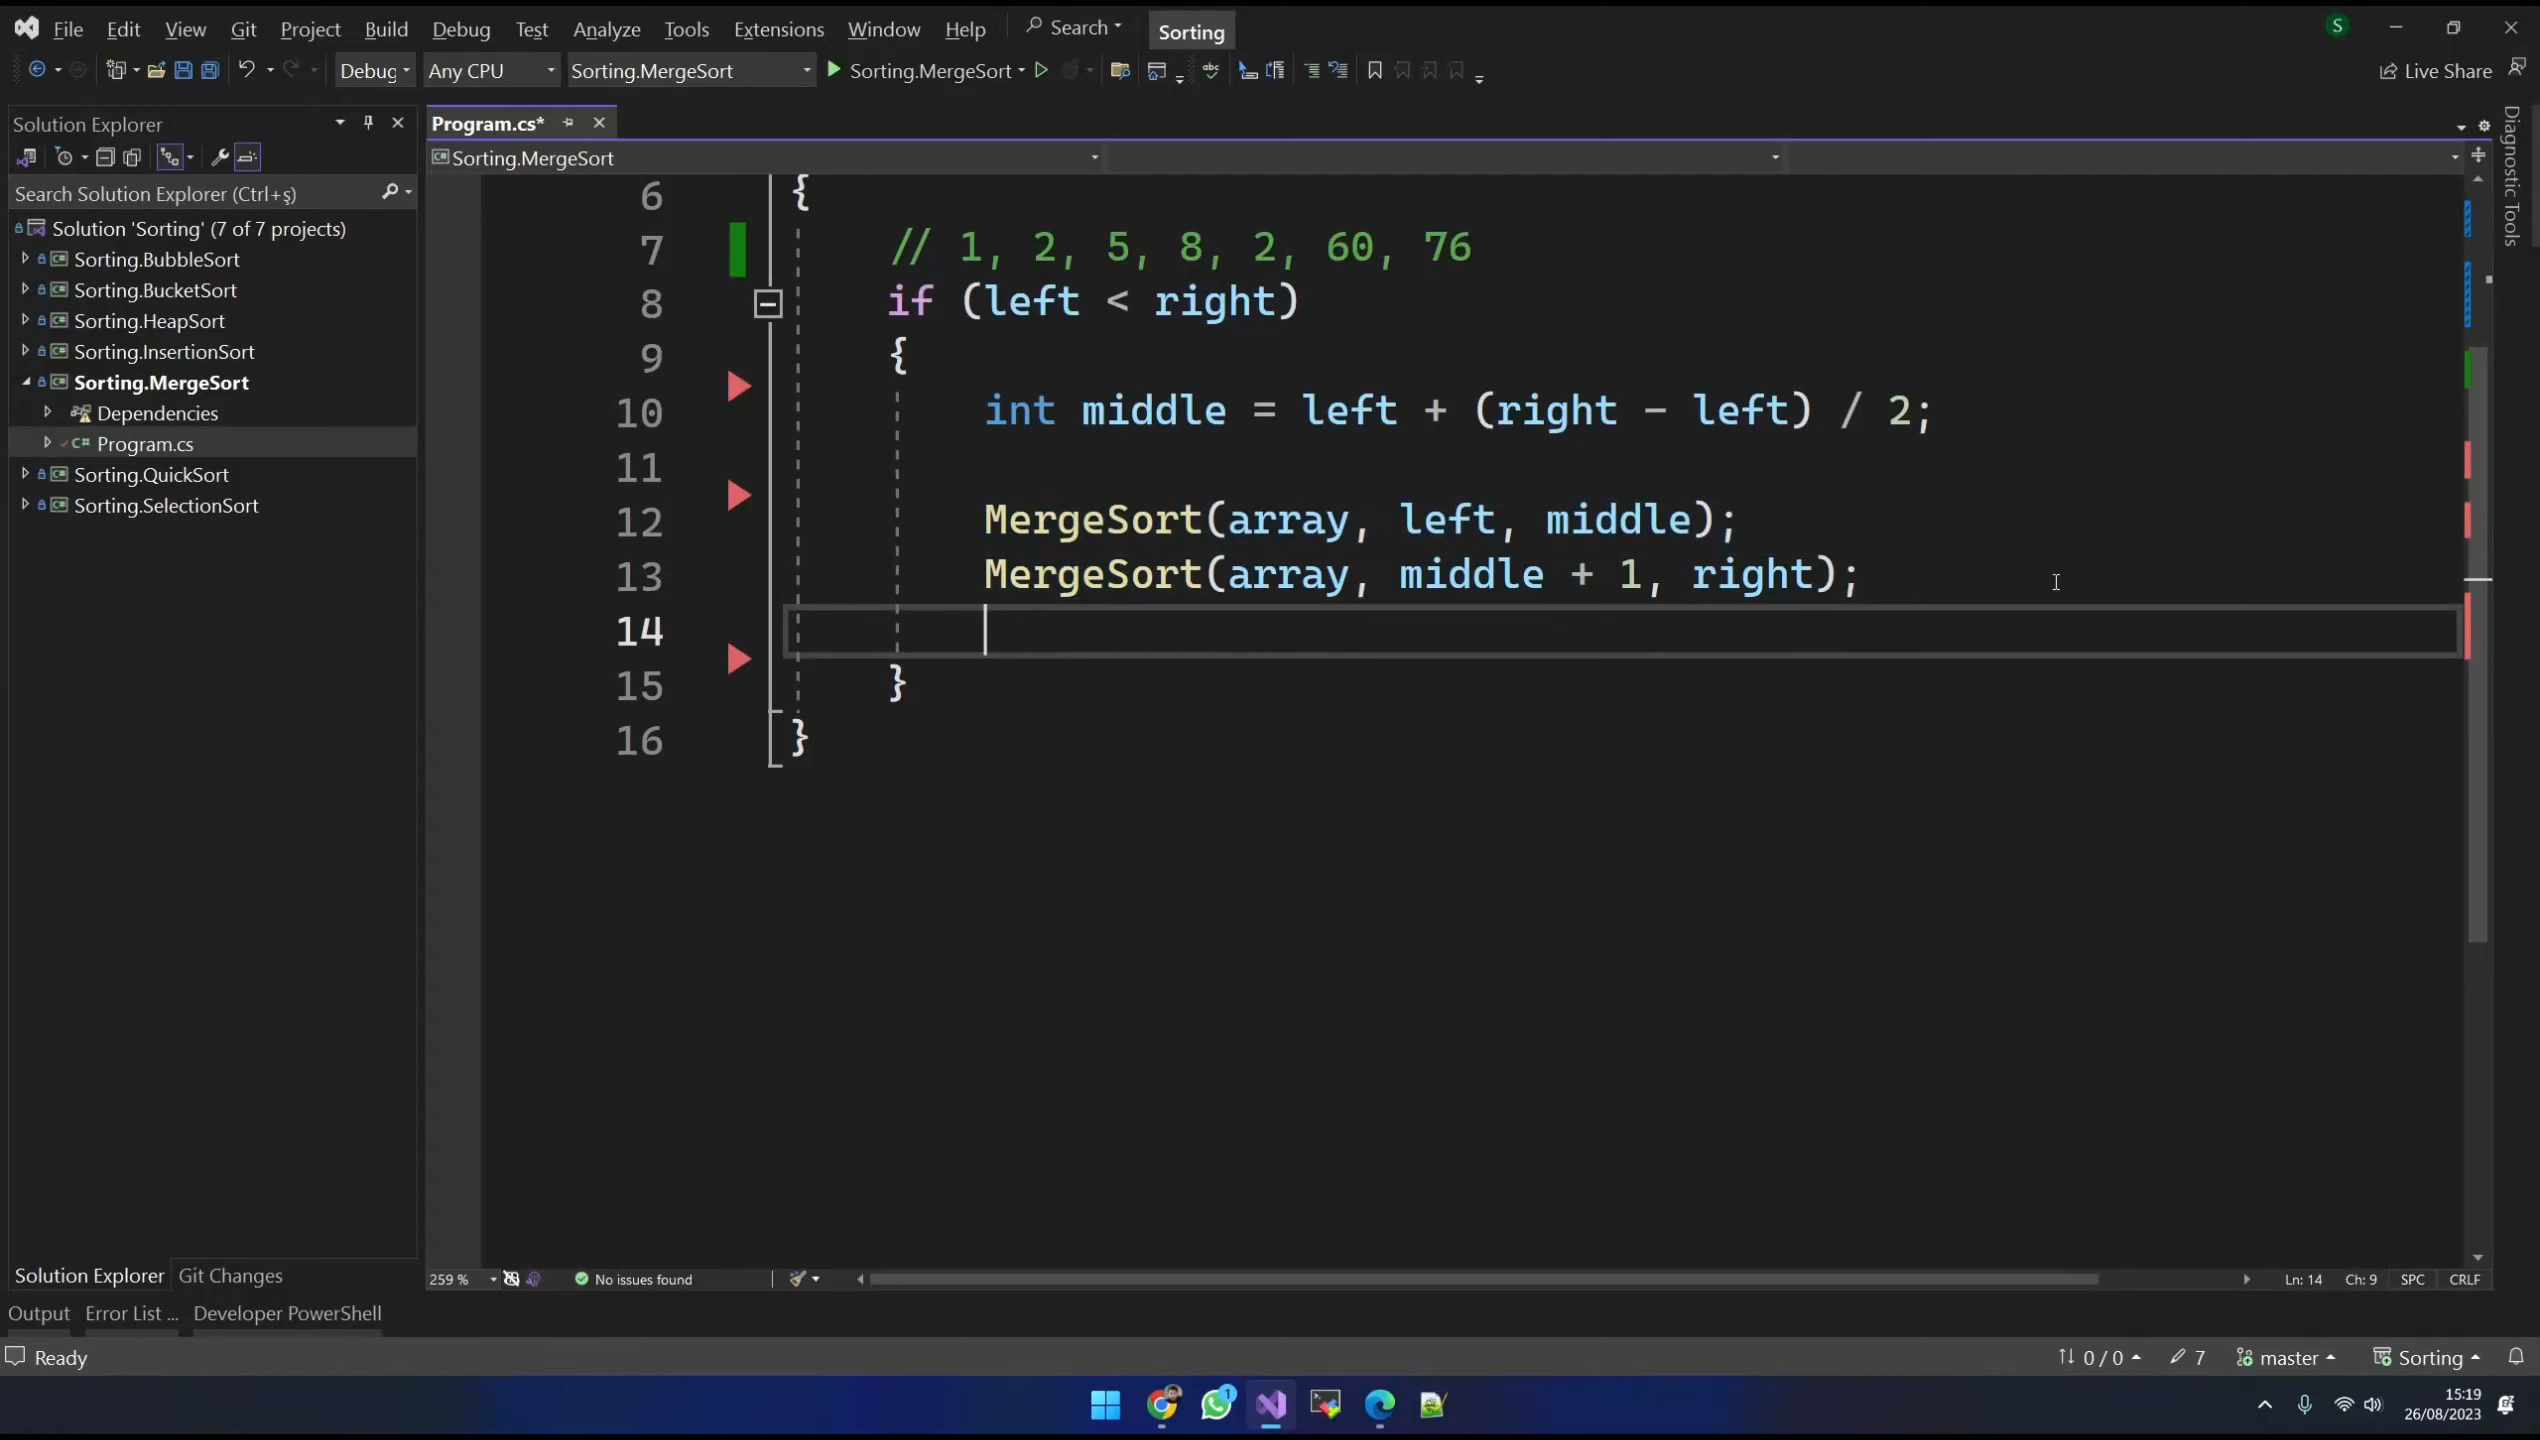 File Edit View Git Project Build Debug Test Analyze Tools Extensions Window Help Search Sorting S
Debug Any CPU Sorting.MergeSort Sorting.MergeSort Live Share
Solution Explorer
Program.cs*
Sorting.MergeSort
Search Solution Explorer (Ctrl+ş)
Solution 'Sorting' (7 of 7 projects)
Sorting.BubbleSort
Sorting.BucketSort
Sorting.HeapSort
Sorting.InsertionSort
Sorting.MergeSort
Dependencies
C# Program.cs
Sorting.QuickSort
Sorting.SelectionSort
6 {
7 // 1, 2, 5, 8, 2, 60, 76
8 if (left < right)
9 {
10 int middle = left + (right - left) / 2;
11
12 MergeSort(array, left, middle);
13 MergeSort(array, middle + 1, right);
14
15 }
16 }
Diagnostic Tools
Solution Explorer Git Changes
259 % No issues found Ln: 14 Ch: 9 SPC CRLF
Output Error List ... Developer PowerShell
Ready 0 / 0 7 master Sorting
1
15:19
26/08/2023